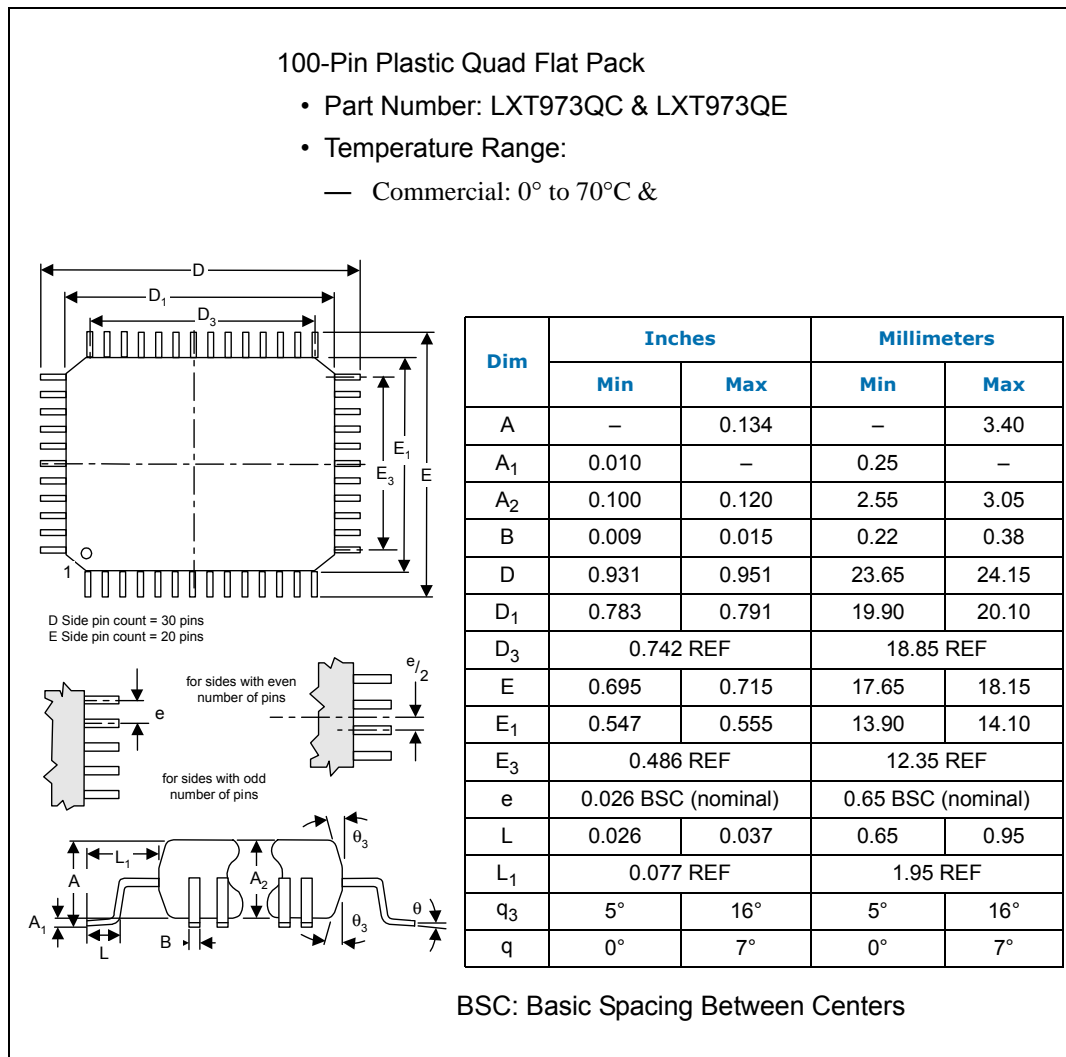 100-Pin Plastic Quad Flat Pack
• Part Number: LXT973QC & LXT973QE
• Temperature Range:
— Commercial: 0° to 70°C &
D
D1
D3
E3
E1
E
1
D Side pin count = 30 pins
E Side pin count = 20 pins
e
for sides with even
number of pins
e/2
for sides with odd
number of pins
L1
A
A1
L
B
A2
θ3
θ3
θ
Dim Inches Millimeters
Min Max Min Max
A – 0.134 – 3.40
A1 0.010 – 0.25 –
A2 0.100 0.120 2.55 3.05
B 0.009 0.015 0.22 0.38
D 0.931 0.951 23.65 24.15
D1 0.783 0.791 19.90 20.10
D3 0.742 REF 18.85 REF
E 0.695 0.715 17.65 18.15
E1 0.547 0.555 13.90 14.10
E3 0.486 REF 12.35 REF
e 0.026 BSC (nominal) 0.65 BSC (nominal)
L 0.026 0.037 0.65 0.95
L1 0.077 REF 1.95 REF
q3 5° 16° 5° 16°
q 0° 7° 0° 7°
BSC: Basic Spacing Between Centers